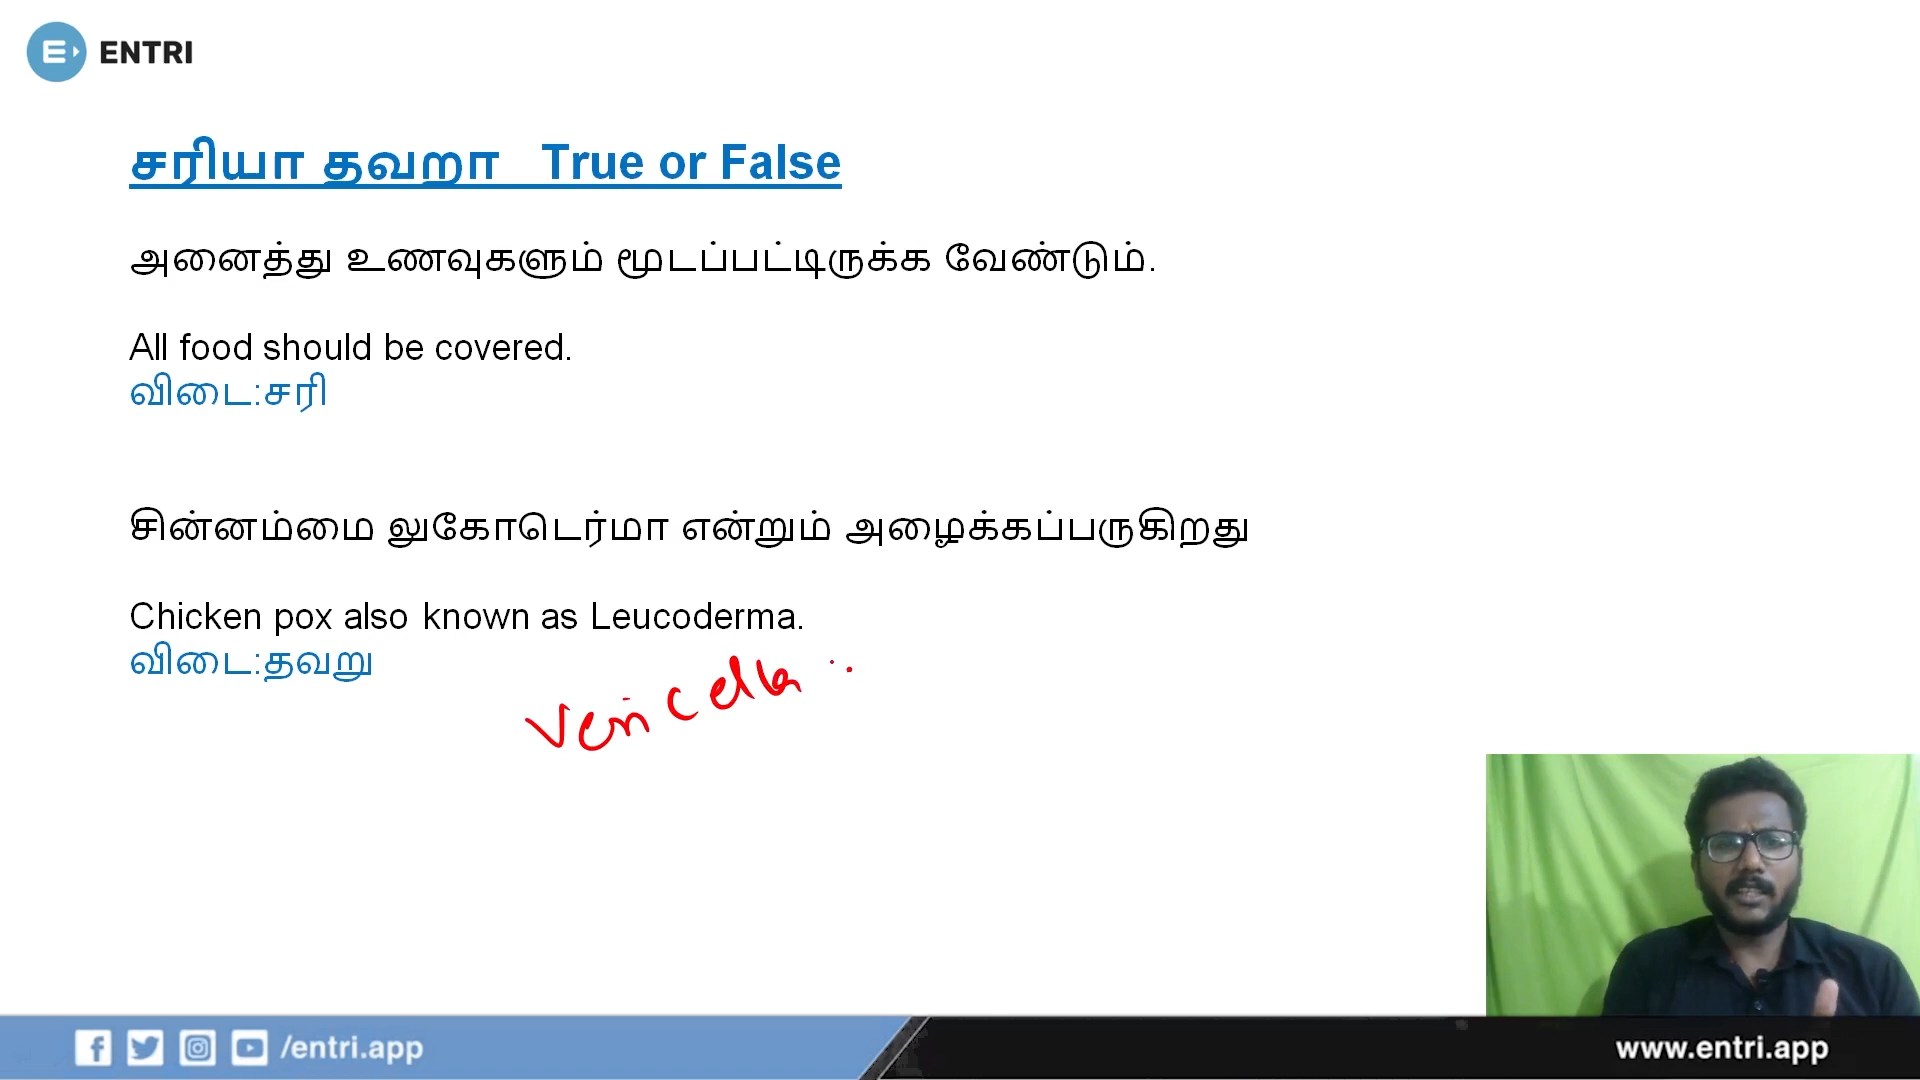 ENTRI
சரியா தவறா True or False
அனைத்து உணவுகளும் மூடப்பட்டிருக்க வேண்டும்.
All food should be covered.
விடை:சரி
சின்னம்மை லுகோடெர்மா என்றும் அழைக்கப்பருகிறது
Chicken pox also known as Leucoderma.
விடை:தவறு
Vericella
/entri.app
www.entri.app